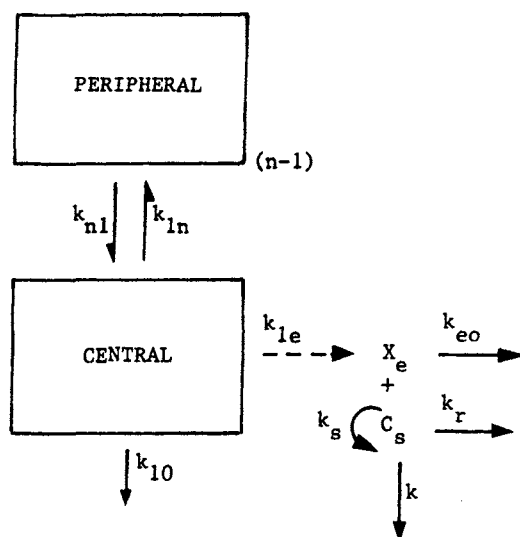 PERIPHERAL
(n-1)
k_n1 k_1n
CENTRAL
k_1e
X_e
k_eo
+
k_s
C_s
k_r
k_10
k